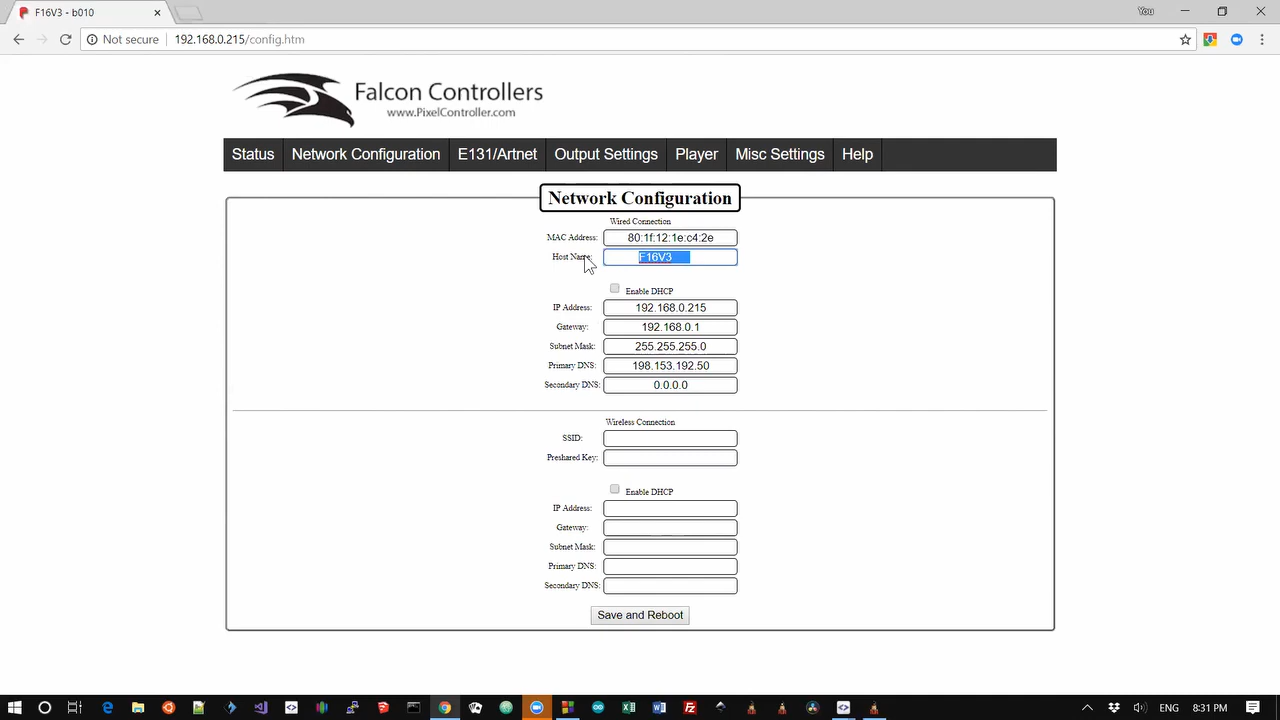 F16V3 - b010
You
Not secure
192.168.0.215/config.htm
Falcon Controllers
www.PixelController.com
Status
Network Configuration
E131/Artnet
Output Settings
Player
Misc Settings
Help
Network Configuration
Wired Connection
MAC Address: 80:1f:12:1e:c4:2e
Host Name: F16V3
Enable DHCP
IP Address: 192.168.0.215
Gateway: 192.168.0.1
Subnet Mask: 255.255.255.0
Primary DNS: 198.153.192.50
Secondary DNS: 0.0.0.0
Wireless Connection
SSID:
Preshared Key:
Enable DHCP
IP Address:
Gateway:
Subnet Mask:
Primary DNS:
Secondary DNS:
Save and Reboot
ENG
8:31 PM